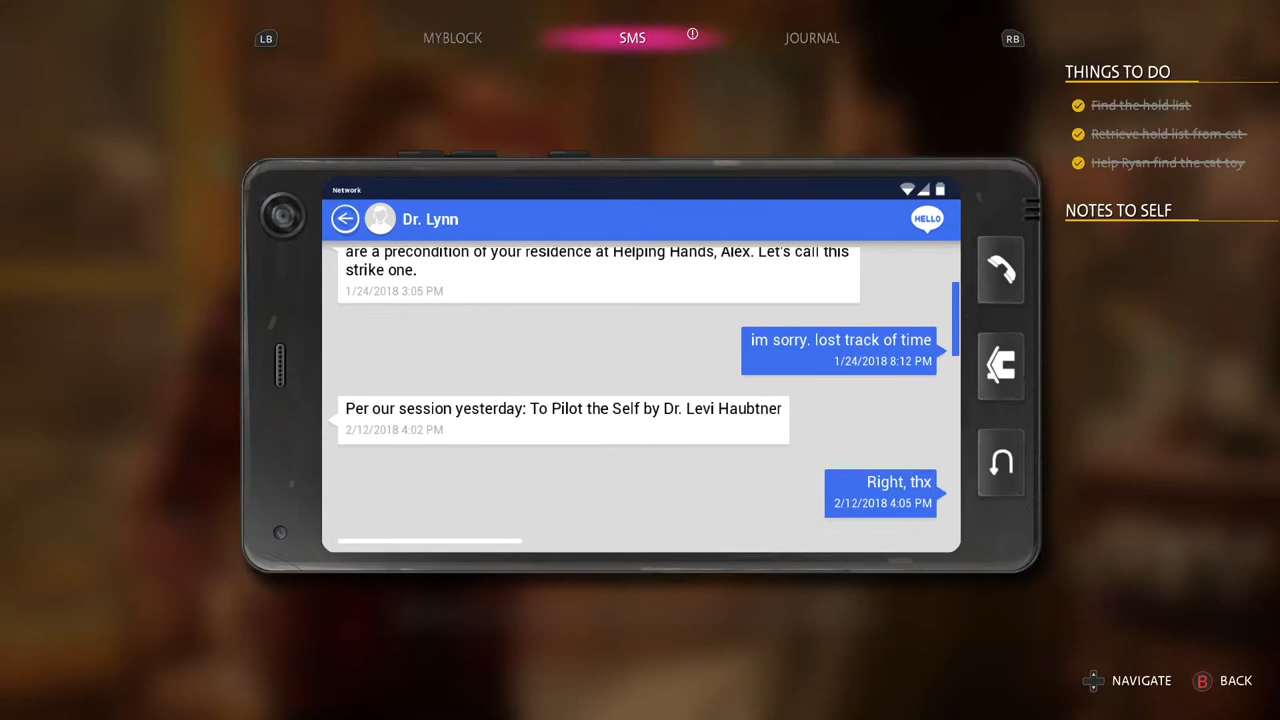 LB
MYBLOCK
SMS
JOURNAL
RB
THINGS TO DO
Find the hold list
Retrieve hold list from cat
Help Ryan find the cat toy
NOTES TO SELF
Network
Dr. Lynn
HELLO
are a precondition of your residence at Helping Hands, Alex. Let's call this
strike one.
1/24/2018 3:05 PM
im sorry. lost track of time
1/24/2018 8:12 PM
Per our session yesterday: To Pilot the Self by Dr. Levi Haubtner
2/12/2018 4:02 PM
Right, thx
2/12/2018 4:05 PM
NAVIGATE
B BACK